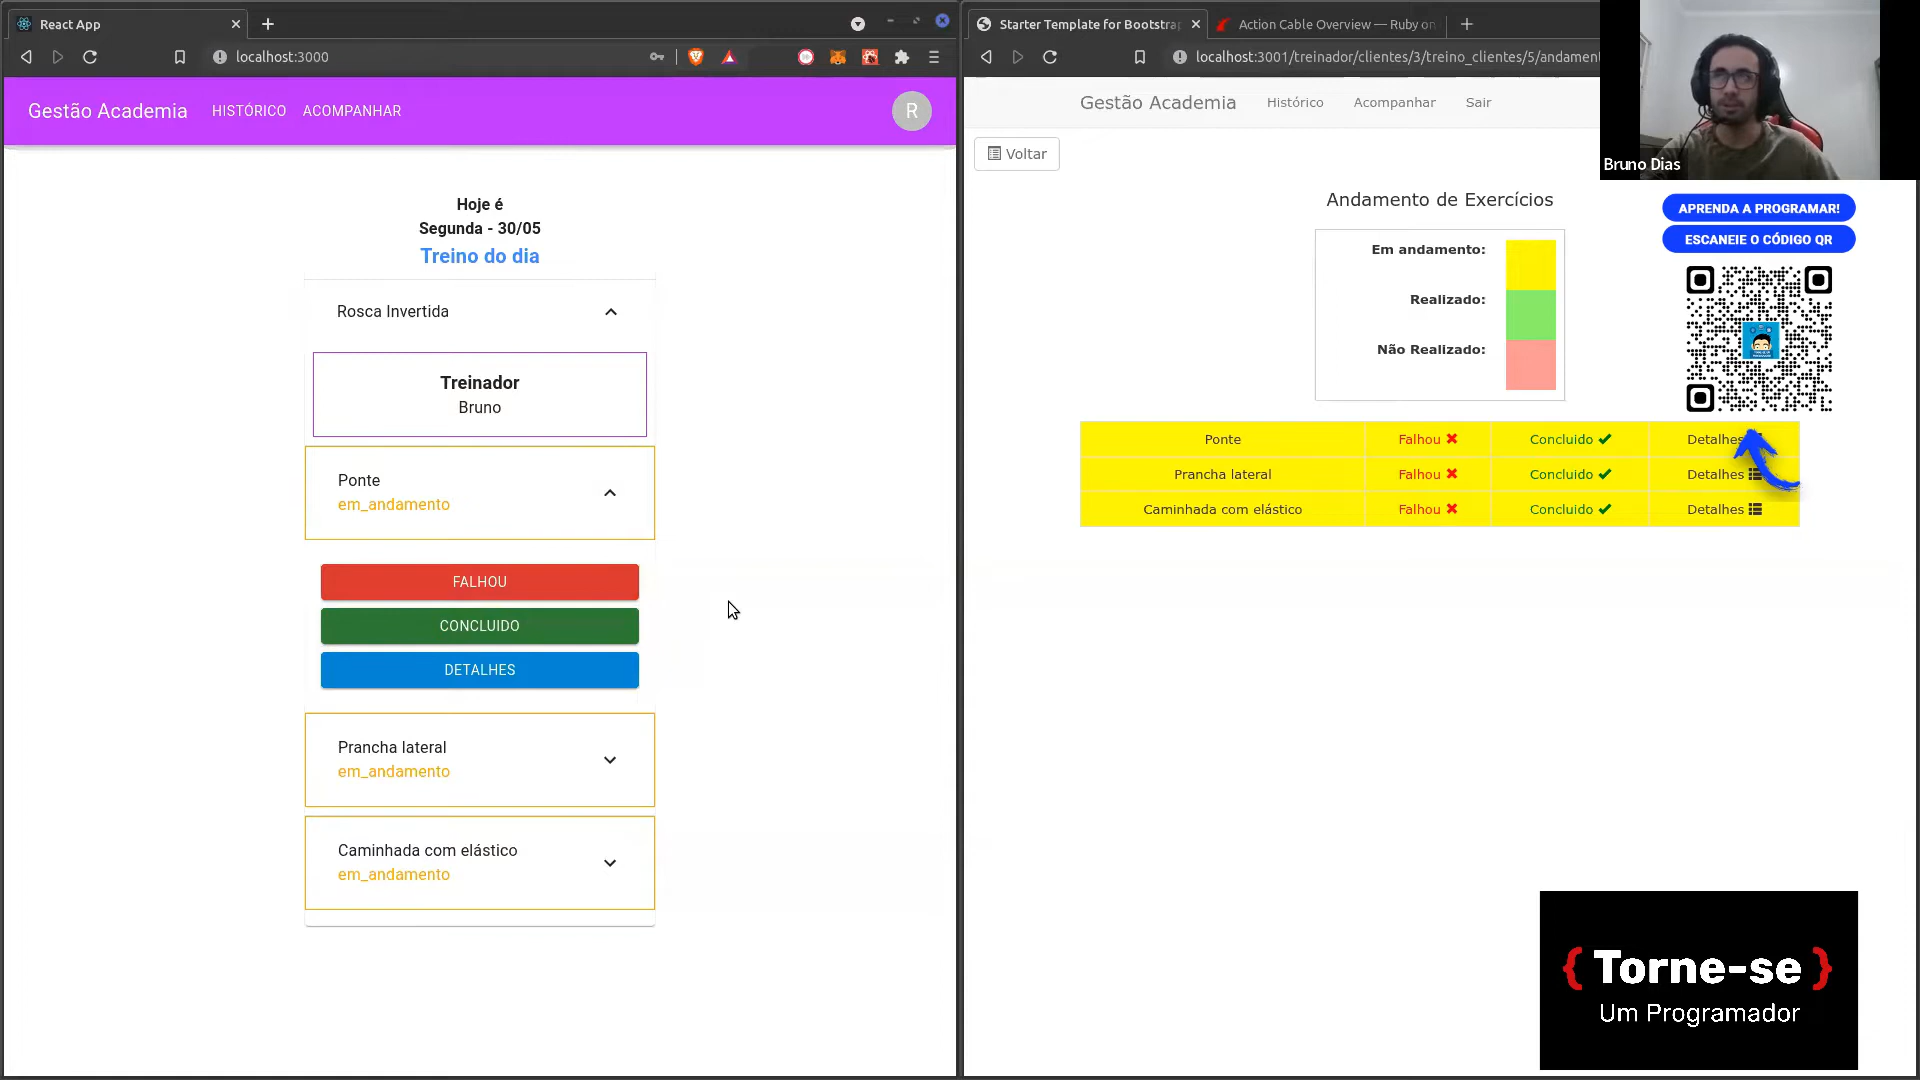 React App
localhost:3000
Gestão Academia
HISTÓRICO
ACOMPANHAR
R
Hoje é
Segunda - 30/05
Treino do dia
Rosca Invertida
Treinador
Bruno
Ponte
em_andamento
FALHOU
CONCLUIDO
DETALHES
Prancha lateral
em_andamento
Caminhada com elástico
em_andamento
Starter Template for Bootstrap
Action Cable Overview — Ruby on
localhost:3001/treinador/clientes/3/treino_clientes/5/andament
Gestão Academia
Histórico
Acompanhar
Sair
Bruno Dias
Voltar
Andamento de Exercícios
Em andamento:
Realizado:
Não Realizado:
APRENDA A PROGRAMAR!
ESCANEIE O CÓDIGO QR
Ponte Falhou Concluido Detalhes
Prancha lateral Falhou Concluido Detalhes
Caminhada com elástico Falhou Concluido Detalhes
{ Torne-se }
Um Programador